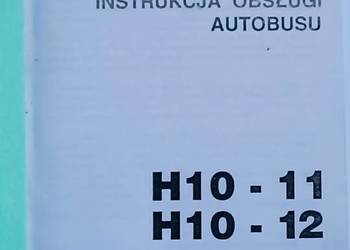 INSTRUKCJA OBSŁUGI
AUTOBUSU
H10 - 11
H10 - 12